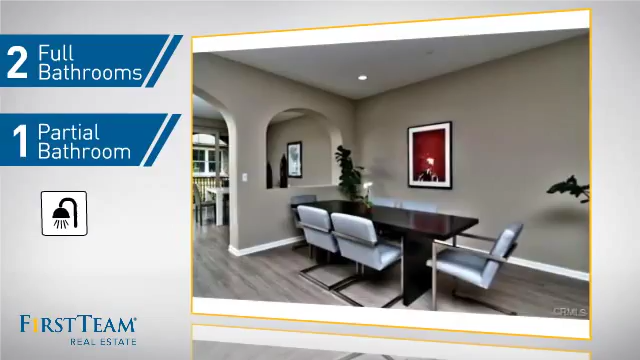 2 Full
Bathrooms
1 Partial
Bathroom
FIRSTTEAM®
REAL ESTATE
CRMLS